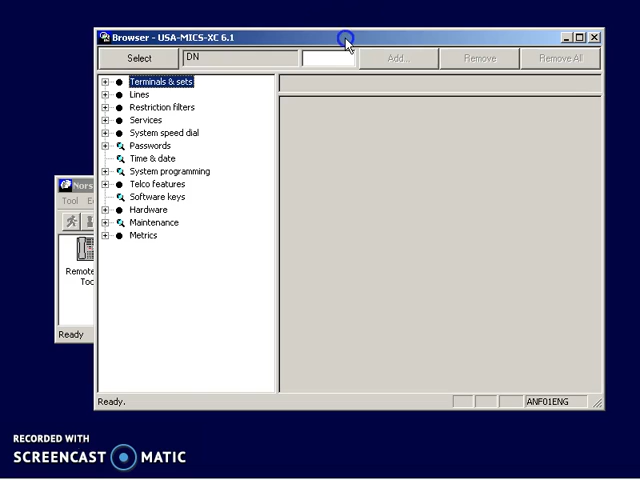 Browser - USA-MICS-XC 6.1
Select
DN
Add...
Remove
Remove All
Terminals & sets
Lines
Restriction filters
Services
System speed dial
Passwords
Time & date
System programming
Telco features
Software keys
Hardware
Maintenance
Metrics
Nors
Tool
Remote
Too
Ready
Ready.
ANF01ENG
RECORDED WITH
SCREENCAST MATIC